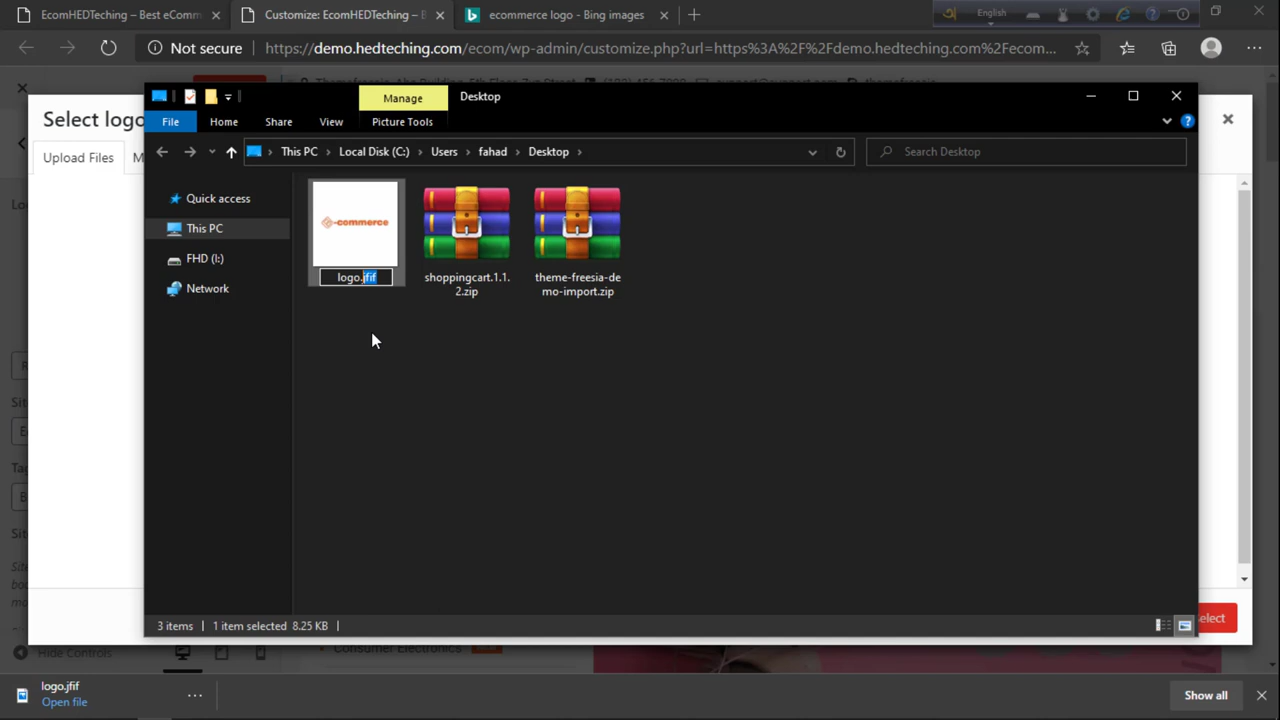 EcomHEDTeching – Best eComm
Customize: EcomHEDTeching – B
ecommerce logo - Bing images
English
Not secure
https://demo.hedteching.com/ecom/wp-admin/customize.php?url=https%3A%2F%2Fdemo.hedteching.com%2Fecom...
Manage
Desktop
Select logo
File
Home
Share
View
Picture Tools
Upload Files
M
This PC
Local Disk (C:)
Users
fahad
Desktop
Search Desktop
Quick access
This PC
FHD (I:)
Network
e-commerce
logo.jfif
shoppingcart.1.1.
2.zip
theme-freesia-de
mo-import.zip
3 items
1 item selected 8.25 KB
Select
Hide Controls
Consumer Electronics
logo.jfif
Open file
Show all